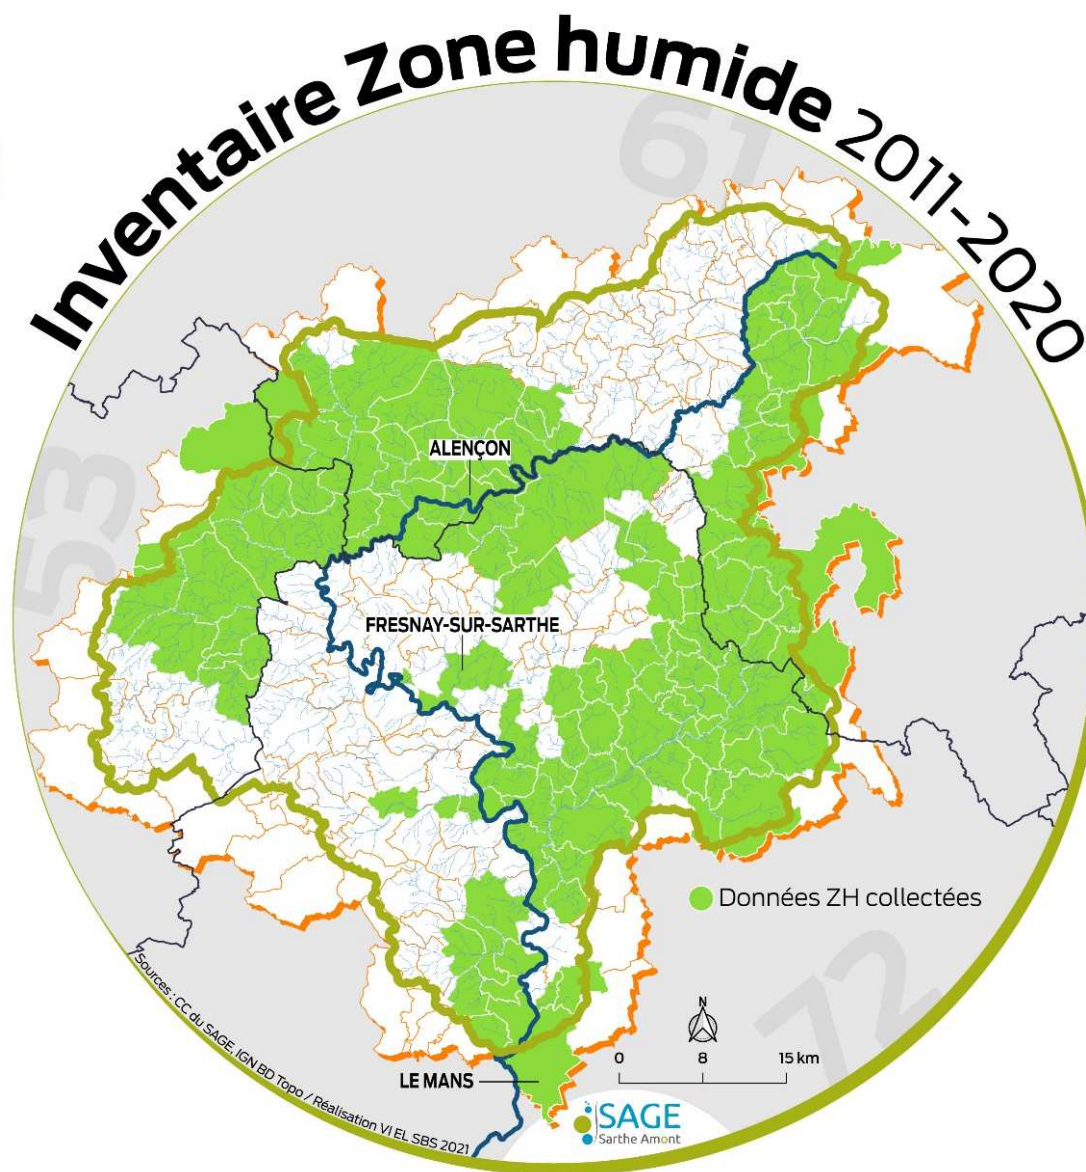 Inventaire Zone humide 2011-2020
61
53
ALENÇON
FRESNAY-SUR-SARTHE
Données ZH collectées
72
N
0 8 15 km
LE MANS
SAGE
Sarthe Amont
Sources : CC du SAGE, IGN BD Topo / Réalisation VI EL SBS 2021